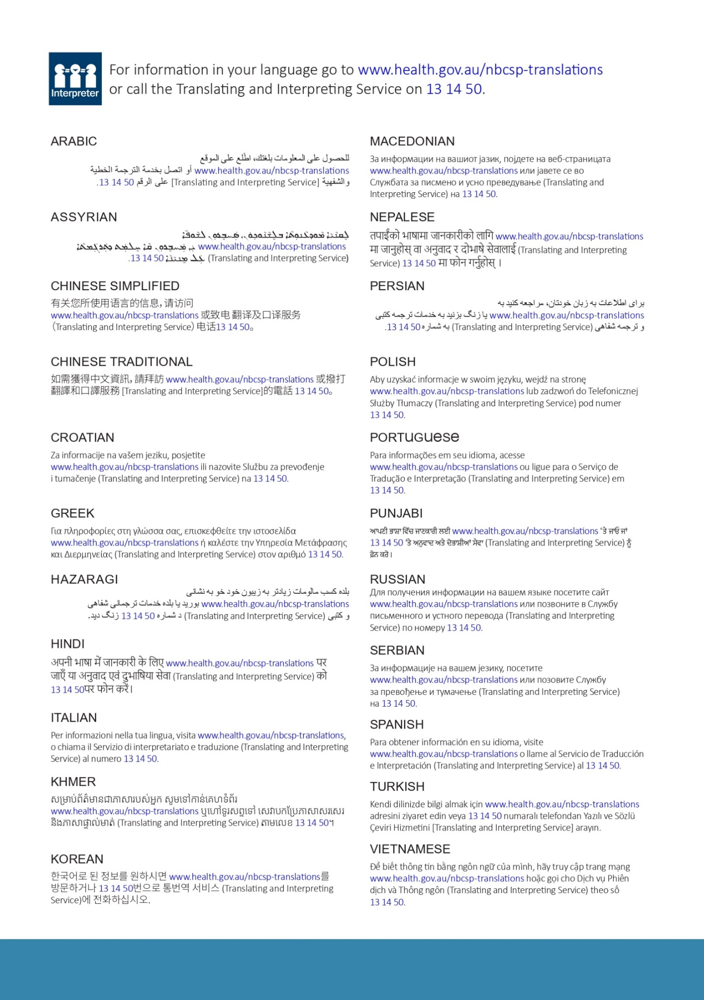 Interpreter
For information in your language go to www.health.gov.au/nbcsp-translations
or call the Translating and Interpreting Service on 13 14 50.
ARABIC
للحصول على المعلومات بلغتك، اطّلع على الموقع
www.health.gov.au/nbcsp-translations أو اتصل بخدمة الترجمة الخطية
والشفهية [Translating and Interpreting Service] على الرقم 13 14 50.
ASSYRIAN
www.health.gov.au/nbcsp-translations
(Translating and Interpreting Service) 13 14 50.
CHINESE SIMPLIFIED
有关您所使用语言的信息，请访问
www.health.gov.au/nbcsp-translations 或致电 翻译及口译服务
（Translating and Interpreting Service）电话13 14 50。
CHINESE TRADITIONAL
如需獲得中文資訊，請拜訪 www.health.gov.au/nbcsp-translations 或撥打
翻譯和口譯服務 [Translating and Interpreting Service]的電話 13 14 50。
CROATIAN
Za informacije na vašem jeziku, posjetite
www.health.gov.au/nbcsp-translations ili nazovite Službu za prevođenje
i tumačenje (Translating and Interpreting Service) na 13 14 50.
GREEK
Για πληροφορίες στη γλώσσα σας, επισκεφθείτε την ιστοσελίδα
www.health.gov.au/nbcsp-translations ή καλέστε την Υπηρεσία Μετάφρασης
και Διερμηνείας (Translating and Interpreting Service) στον αριθμό 13 14 50.
HAZARAGI
بلده کسب مالومات زیادتر به زیبون خود خو به نشانی
www.health.gov.au/nbcsp-translations بورید یا بلده خدمات ترجمانی شفاهی
و کتبی (Translating and Interpreting Service) د شماره 13 14 50 زنگ دید.
HINDI
अपनी भाषा में जानकारी के लिए www.health.gov.au/nbcsp-translations पर
जाएँ या अनुवाद एवं दुभाषिया सेवा (Translating and Interpreting Service) को
13 14 50पर फोन करें।
ITALIAN
Per informazioni nella tua lingua, visita www.health.gov.au/nbcsp-translations,
o chiama il Servizio di interpretariato e traduzione (Translating and Interpreting
Service) al numero 13 14 50.
KHMER
សម្រាប់ព័ត៌មានជាភាសារបស់អ្នក សូមទៅកាន់គេហទំព័រ
www.health.gov.au/nbcsp-translations ឬហៅទូរសព្ទទៅ សេវាបកប្រែភាសាសរសេរ
និងភាសាផ្ទាល់មាត់ (Translating and Interpreting Service) តាមលេខ 13 14 50។
KOREAN
한국어로 된 정보를 원하시면 www.health.gov.au/nbcsp-translations를
방문하거나 13 14 50번으로 통번역 서비스 (Translating and Interpreting
Service)에 전화하십시오.
MACEDONIAN
За информации на вашиот јазик, појдете на веб-страницата
www.health.gov.au/nbcsp-translations или јавете се во
Службата за писмено и усно преведување (Translating and
Interpreting Service) на 13 14 50.
NEPALESE
तपाईंको भाषामा जानकारीको लागि www.health.gov.au/nbcsp-translations
मा जानुहोस् वा अनुवाद र दोभाषे सेवालाई (Translating and Interpreting
Service) 13 14 50 मा फोन गर्नुहोस् ।
PERSIAN
برای اطلاعات به زبان خودتان، مراجعه کنید به
www.health.gov.au/nbcsp-translations یا زنگ بزنید به خدمات ترجمه کتبی
و ترجمه شفاهی (Translating and Interpreting Service) به شماره 13 14 50.
POLISH
Aby uzyskać informacje w swoim języku, wejdź na stronę
www.health.gov.au/nbcsp-translations lub zadzwoń do Telefonicznej
Służby Tłumaczy (Translating and Interpreting Service) pod numer
13 14 50.
PORTUGUeSe
Para informações em seu idioma, acesse
www.health.gov.au/nbcsp-translations ou ligue para o Serviço de
Tradução e Interpretação (Translating and Interpreting Service) em
13 14 50.
PUNJABI
ਆਪਣੀ ਭਾਸ਼ਾ ਵਿੱਚ ਜਾਣਕਾਰੀ ਲਈ www.health.gov.au/nbcsp-translations ‘ਤੇ ਜਾਓ ਜਾਂ
13 14 50 ‘ਤੇ ਅਨੁਵਾਦ ਅਤੇ ਦੋਭਾਸ਼ੀਆਂ ਸੇਵਾ (Translating and Interpreting Service) ਨੂੰ
ਫ਼ੋਨ ਕਰੋ।
RUSSIAN
Для получения информации на вашем языке посетите сайт
www.health.gov.au/nbcsp-translations или позвоните в Службу
письменного и устного перевода (Translating and Interpreting
Service) по номеру 13 14 50.
SERBIAN
За информације на вашем језику, посетите
www.health.gov.au/nbcsp-translations или позовите Службу
за превођење и тумачење (Translating and Interpreting Service)
на 13 14 50.
SPANISH
Para obtener información en su idioma, visite
www.health.gov.au/nbcsp-translations o llame al Servicio de Traducción
e Interpretación (Translating and Interpreting Service) al 13 14 50.
TURKISH
Kendi dilinizde bilgi almak için www.health.gov.au/nbcsp-translations
adresini ziyaret edin veya 13 14 50 numaralı telefondan Yazılı ve Sözlü
Çeviri Hizmetini [Translating and Interpreting Service] arayın.
VIETNAMESE
Để biết thông tin bằng ngôn ngữ của mình, hãy truy cập trang mạng
www.health.gov.au/nbcsp-translations hoặc gọi cho Dịch vụ Phiên
dịch và Thông ngôn (Translating and Interpreting Service) theo số
13 14 50.